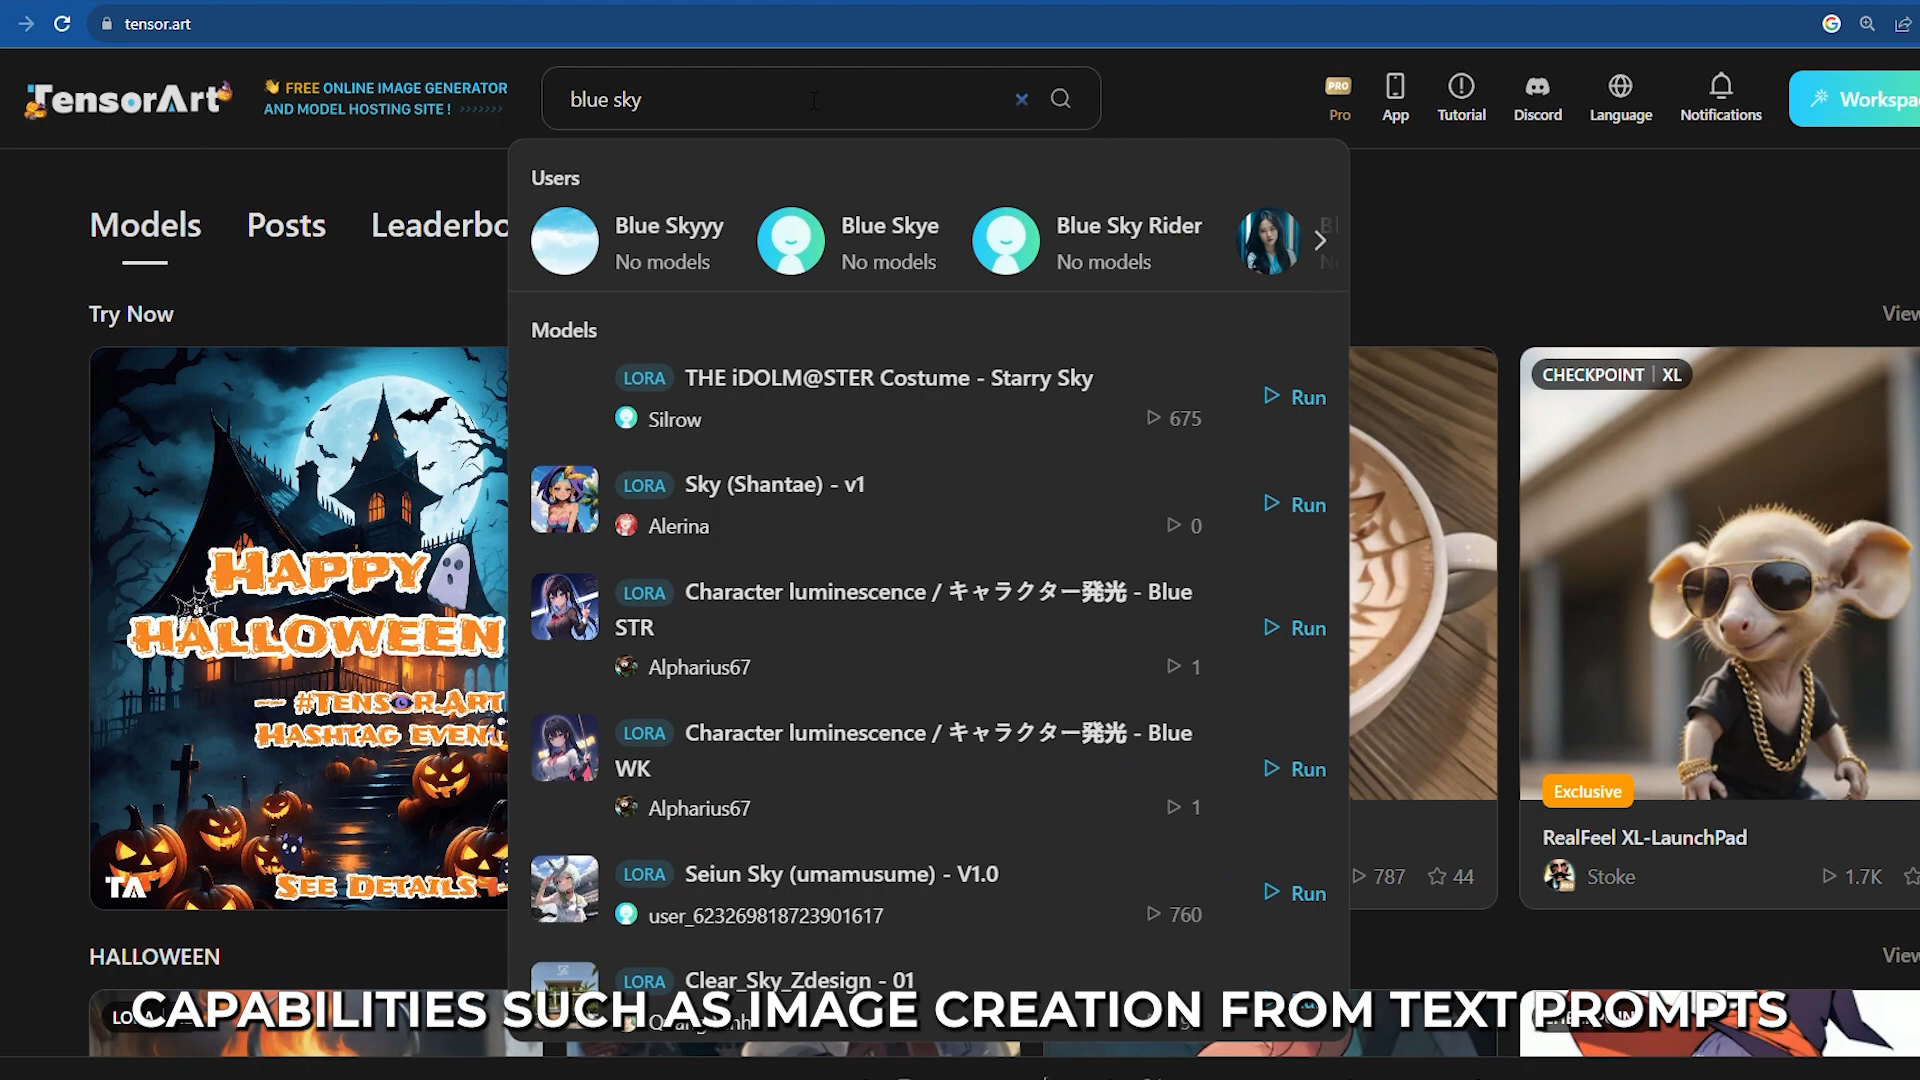 tensor.art
TensorArt
FREE ONLINE IMAGE GENERATOR
AND MODEL HOSTING SITE ! >>>>>>>
blue sky
PRO
Pro
App
Tutorial
Discord
Language
Notifications
Workspa
Models
Posts
Leaderbo
Users
Blue Skyyy
No models
Blue Skye
No models
Blue Sky Rider
No models
Try Now
View
Models
LORA THE iDOLM@STER Costume - Starry Sky
Silrow
675
Run
LORA Sky (Shantae) - v1
Alerina
0
Run
LORA Character luminescence / キャラクター発光 - Blue
STR
Alpharius67
1
Run
LORA Character luminescence / キャラクター発光 - Blue
WK
Alpharius67
1
Run
LORA Seiun Sky (umamusume) - V1.0
user_623269818723901617
760
Run
LORA Clear_Sky_Zdesign - 01
HAPPY
HALLOWEEN
#TENSOR.ART
HASHTAG EVENT
SEE DETAILS
TA
787
44
CHECKPOINT | XL
Exclusive
RealFeel XL-LaunchPad
Stoke
1.7K
HALLOWEEN
View
CAPABILITIES SUCH AS IMAGE CREATION FROM TEXT PROMPTS